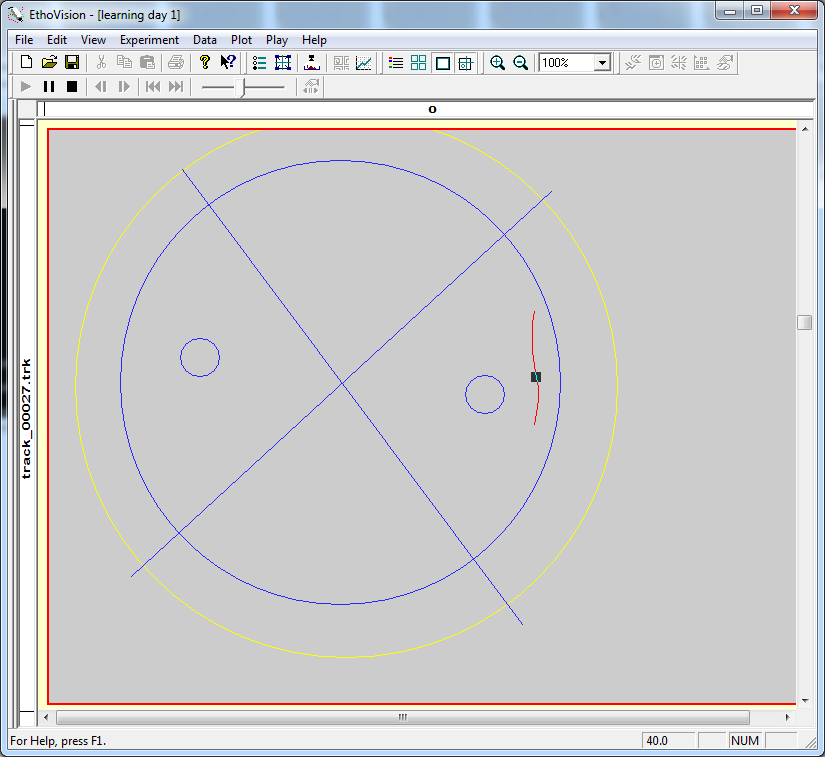 EthoVision - [learning day 1]
File Edit View Experiment Data Plot Play Help
100%
o
track_00027.trk
For Help, press F1.
40.0
NUM